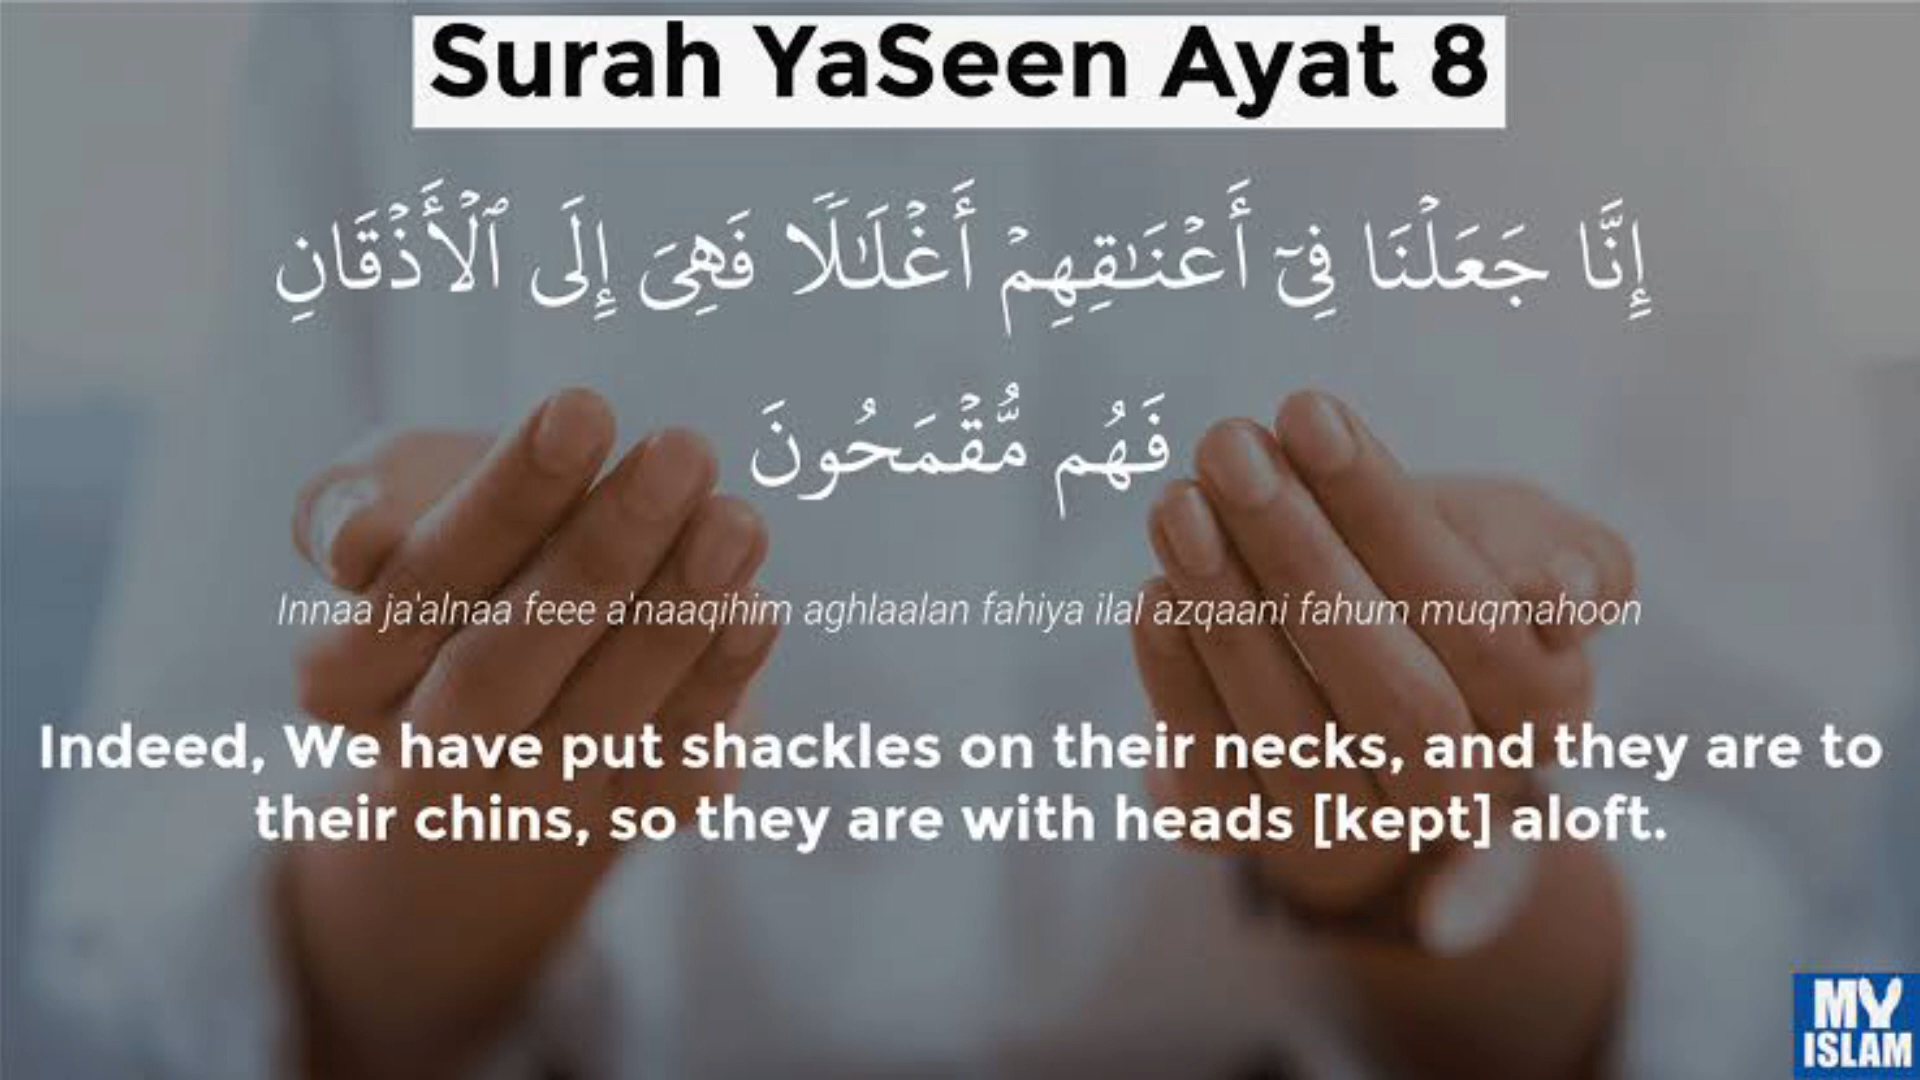 Surah YaSeen Ayat 8
إِنَّا جَعَلْنَا فِىٓ أَعْنَـٰقِهِمْ أَغْلَـٰلًا فَهِىَ إِلَى ٱلْأَذْقَانِ
فَهُم مُّقْمَحُونَ
Innaa ja'alnaa feee a'naaqihim aghlaalan fahiya ilal azqaani fahum muqmahoon
Indeed, We have put shackles on their necks, and they are to
their chins, so they are with heads [kept] aloft.
MY
ISLAM